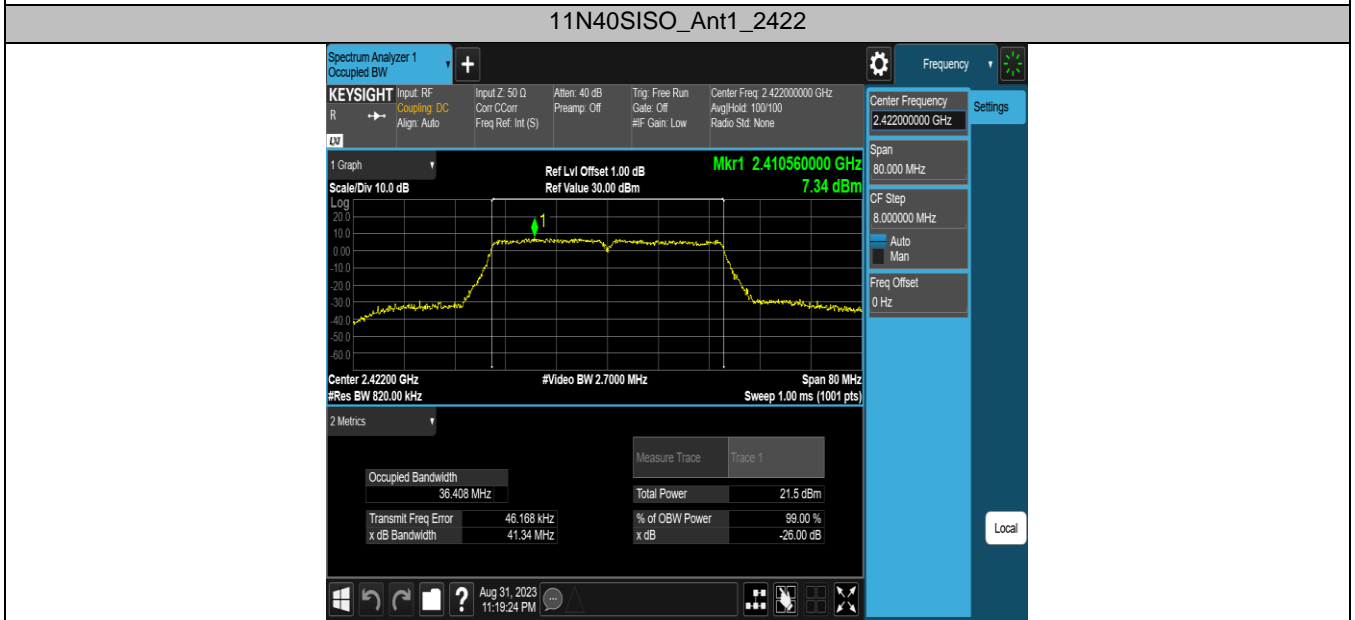 11N40SISO_Ant1_2422
Spectrum Analyzer 1
Occupied BW
+
Frequency
KEYSIGHT
R
LXI
Input: RF
Coupling: DC
Align: Auto
Input Z: 50 Ω
Corr CCorr
Freq Ref: Int (S)
Atten: 40 dB
Preamp: Off
Trig: Free Run
Gate: Off
#IF Gain: Low
Center Freq: 2.422000000 GHz
Avg|Hold: 100/100
Radio Std: None
Center Frequency
2.422000000 GHz
Settings
Span
80.000 MHz
CF Step
8.000000 MHz
Auto
Man
Freq Offset
0 Hz
Local
1 Graph
Scale/Div 10.0 dB
Ref Lvl Offset 1.00 dB
Ref Value 30.00 dBm
Mkr1 2.410560000 GHz
7.34 dBm
Log
20.0
10.0
0.00
-10.0
-20.0
-30.0
-40.0
-50.0
-60.0
1
Center 2.42200 GHz
#Res BW 820.00 kHz
#Video BW 2.7000 MHz
Span 80 MHz
Sweep 1.00 ms (1001 pts)
2 Metrics
Measure Trace Trace 1
Occupied Bandwidth
36.408 MHz
Total Power 21.5 dBm
Transmit Freq Error 46.168 kHz
% of OBW Power 99.00 %
x dB Bandwidth 41.34 MHz
x dB -26.00 dB
?
Aug 31, 2023
11:19:24 PM